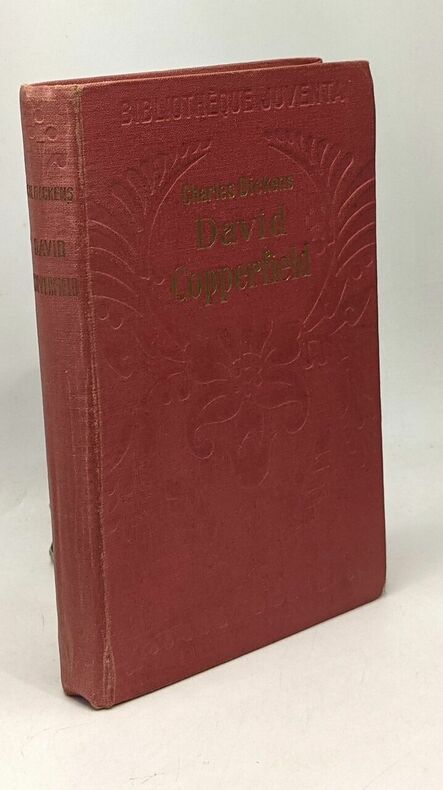 BIBLIOTHÈQUE JUVENTA
Charles Dickens
David
Copperfield
DICKENS
DAVID
COPPERFIELD